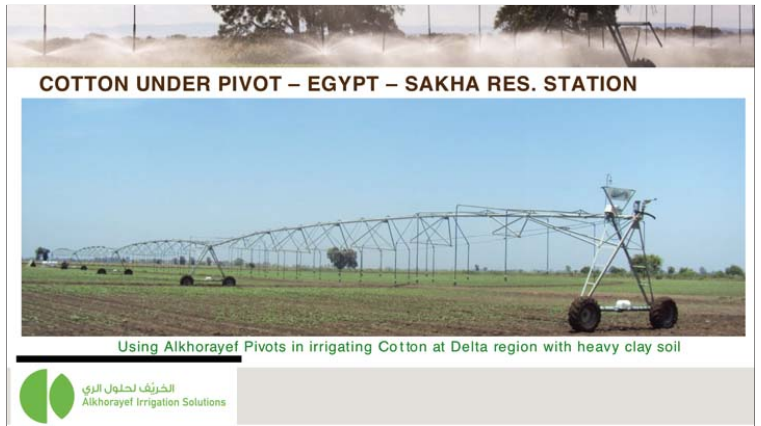 COTTON UNDER PIVOT – EGYPT – SAKHA RES. STATION
Using Alkhorayef Pivots in irrigating Cotton at Delta region with heavy clay soil
الخريّف لحلول الري
Alkhorayef Irrigation Solutions